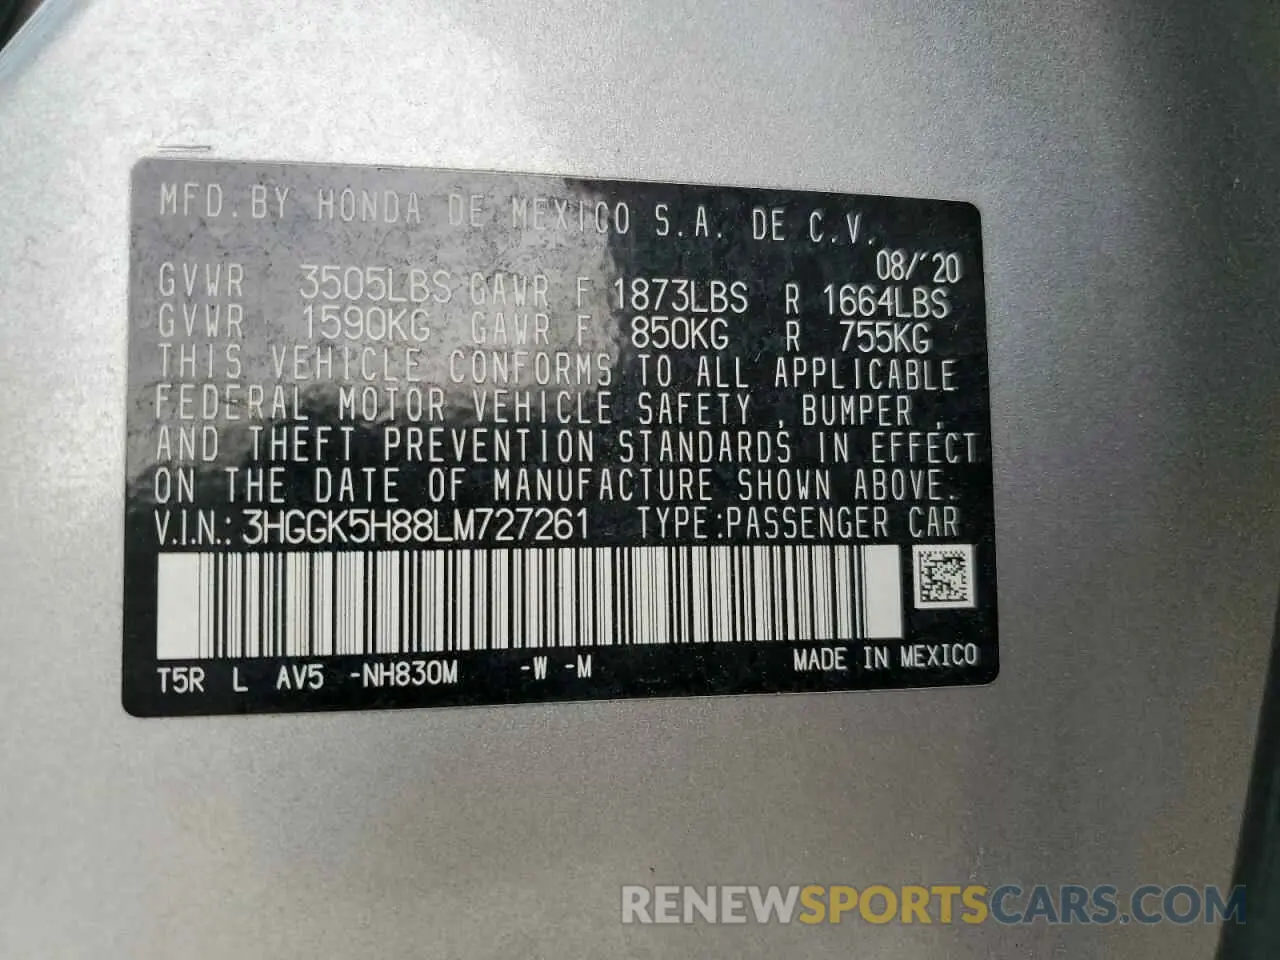 MFD. BY HONDA DE MEXICO S.A. DE C.V.
08/'20
GVWR 3505LBS GAWR F 1873LBS R 1664LBS
GVWR 1590KG GAWR F 850KG R 755KG
THIS VEHICLE CONFORMS TO ALL APPLICABLE
FEDERAL MOTOR VEHICLE SAFETY , BUMPER ,
AND THEFT PREVENTION STANDARDS IN EFFECT
ON THE DATE OF MANUFACTURE SHOWN ABOVE.
V.I.N.: 3HGGK5H88LM727261 TYPE:PASSENGER CAR
T5R L AV5 -NH830M -W -M MADE IN MEXICO
RENEWSPORTSCARS.COM